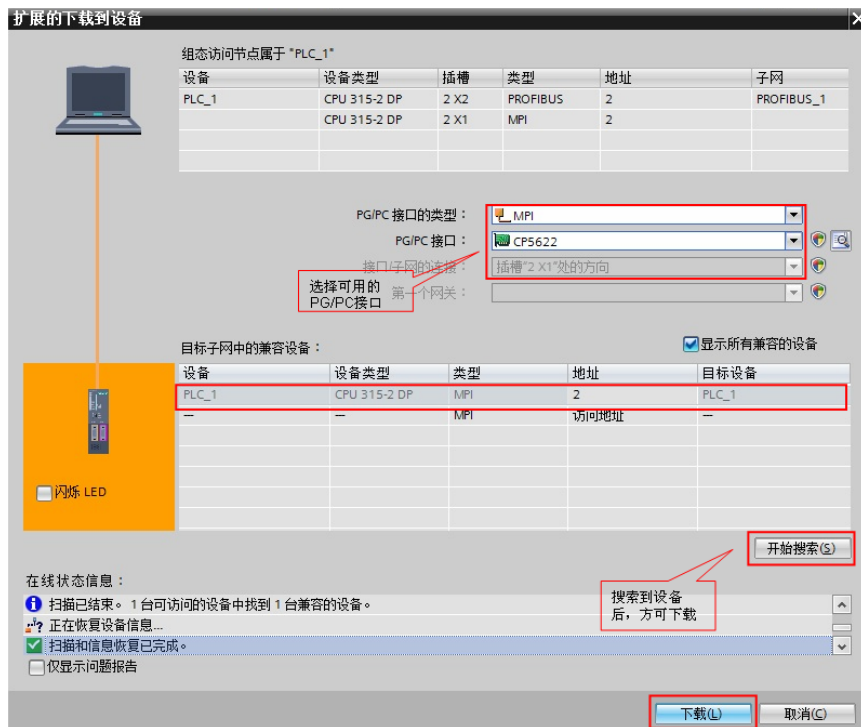 扩展的下载到设备
组态访问节点属于 "PLC_1"
设备 设备类型 插槽 类型 地址 子网
PLC_1 CPU 315-2 DP 2 X2 PROFIBUS 2 PROFIBUS_1
CPU 315-2 DP 2 X1 MPI 2
PG/PC 接口的类型： MPI
PG/PC 接口： CP5622
接口/子网的连接： 插槽"2 X1"处的方向
第一个网关：
选择可用的
PG/PC接口
目标子网中的兼容设备： 显示所有兼容的设备
设备 设备类型 类型 地址 目标设备
PLC_1 CPU 315-2 DP MPI 2 PLC_1
— — MPI 访问地址 —
闪烁 LED
开始搜索(S)
搜索到设备
后，方可下载
在线状态信息：
扫描已结束。1 台可访问的设备中找到 1 台兼容的设备。
正在恢复设备信息...
扫描和信息恢复已完成。
仅显示问题报告
下载(L) 取消(C)